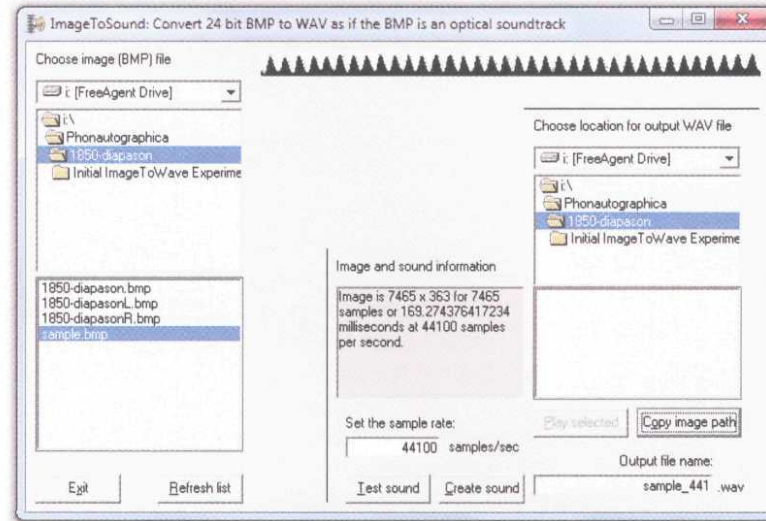 ImageToSound: Convert 24 bit BMP to WAV as if the BMP is an optical soundtrack
Choose image (BMP) file
i: [FreeAgent Drive]
i:\
Phonautographica
1850-diapason
Initial ImageToWave Experime
1850-diapason.bmp
1850-diapasonL.bmp
1850-diapasonR.bmp
sample.bmp
Exit
Refresh list
Image and sound information
Image is 7465 x 363 for 7465
samples or 169.274376417234
milliseconds at 44100 samples
per second.
Set the sample rate:
44100 samples/sec
Test sound
Create sound
Choose location for output WAV file
i: [FreeAgent Drive]
i:\
Phonautographica
1850-diapason
Initial ImageToWave Experime
Play selected
Copy image path
Output file name:
sample_441 .wav